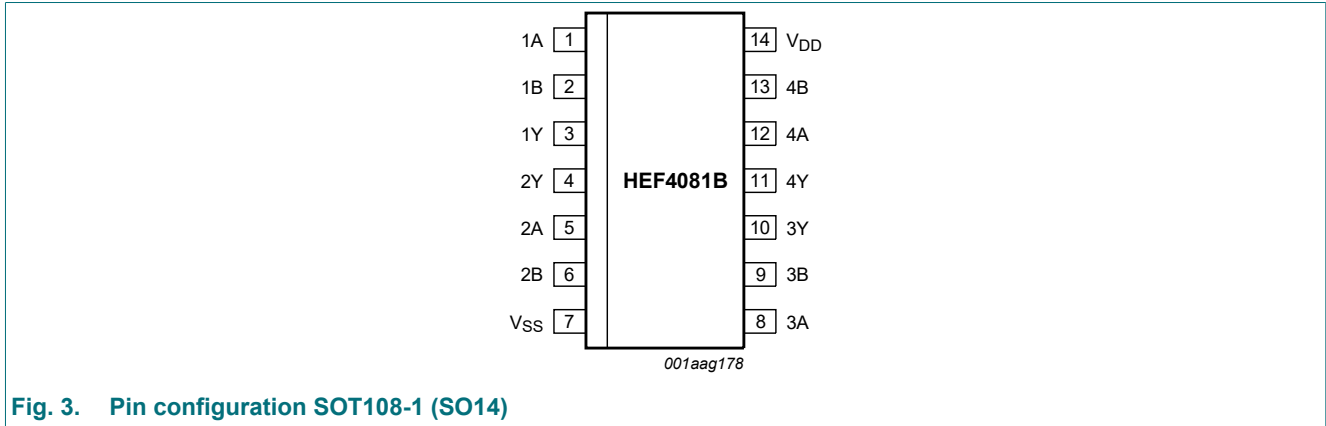 1A 1 14 VDD
1B 2 13 4B
1Y 3 12 4A
2Y 4 HEF4081B 11 4Y
2A 5 10 3Y
2B 6 9 3B
VSS 7 8 3A
001aag178
Fig. 3. Pin configuration SOT108-1 (SO14)